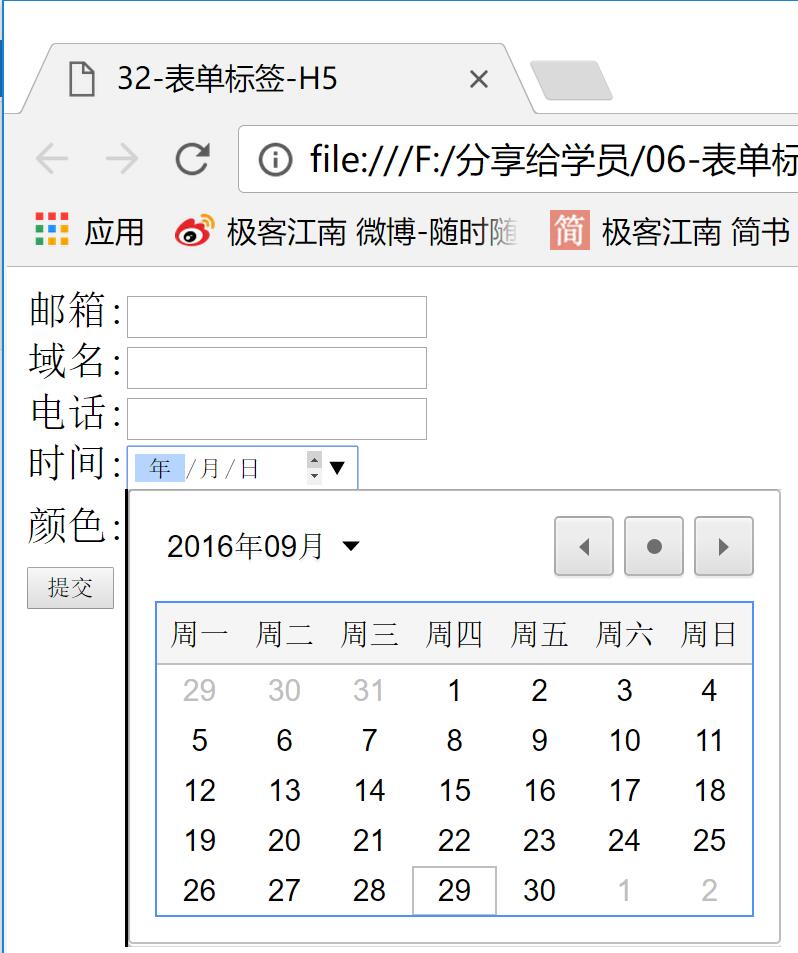 32-表单标签-H5
file:///F:/分享给学员/06-表单标
应用 极客江南 微博-随时随 极客江南 简书
邮箱:
域名:
电话:
时间: 年/月/日
颜色:
提交
2016年09月
周一 周二 周三 周四 周五 周六 周日
29 30 31 1 2 3 4
5 6 7 8 9 10 11
12 13 14 15 16 17 18
19 20 21 22 23 24 25
26 27 28 29 30 1 2